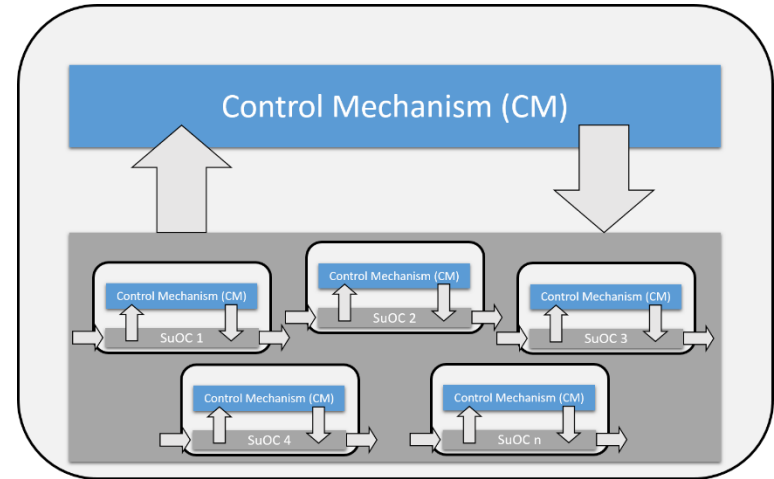 Control Mechanism (CM)
Control Mechanism (CM)
SuOC 1
Control Mechanism (CM)
SuOC 2
Control Mechanism (CM)
SuOC 3
Control Mechanism (CM)
SuOC 4
Control Mechanism (CM)
SuOC n